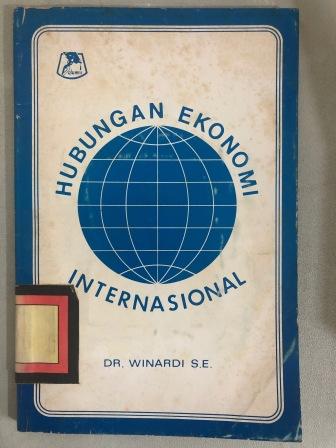 HUBUNGAN EKONOMI
INTERNASIONAL
DR. WINARDI S.E.